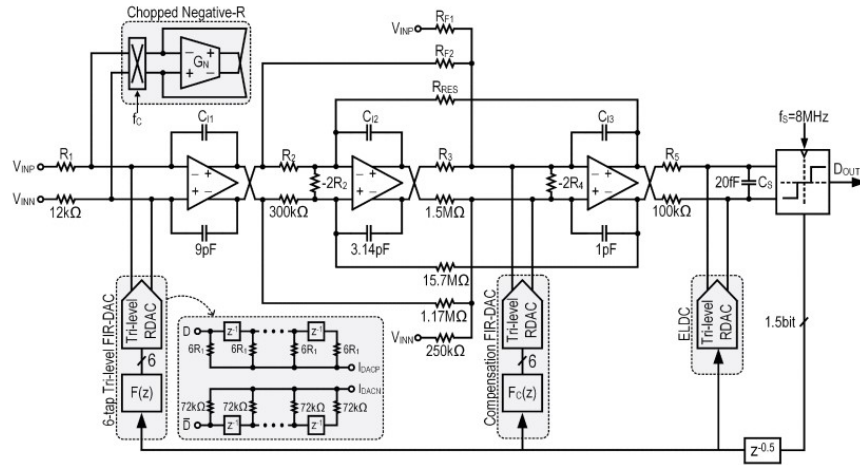 Chopped Negative-R
G_N
f_C
V_INP
R_F1
R_F2
R_RES
C_I1
C_I2
C_I3
f_S=8MHz
R_1
R_2
R_3
R_5
V_INP
-2R_2
-2R_4
20fF
C_S
D_OUT
V_INN
12kΩ
300kΩ
1.5MΩ
100kΩ
9pF
3.14pF
1pF
15.7MΩ
1.17MΩ
V_INN
250kΩ
1.5bit
6-tap Tri-level FIR-DAC
Tri-level
RDAC
6
F(z)
D
z⁻¹
z⁻¹
6R_1
6R_1
6R_1
6R_1
I_DACP
I_DACN
72kΩ
72kΩ
72kΩ
72kΩ
D̅
z⁻¹
z⁻¹
Compensation FIR-DAC
Tri-level
RDAC
6
F_C(z)
ELDC
Tri-level
RDAC
z⁻⁰·⁵